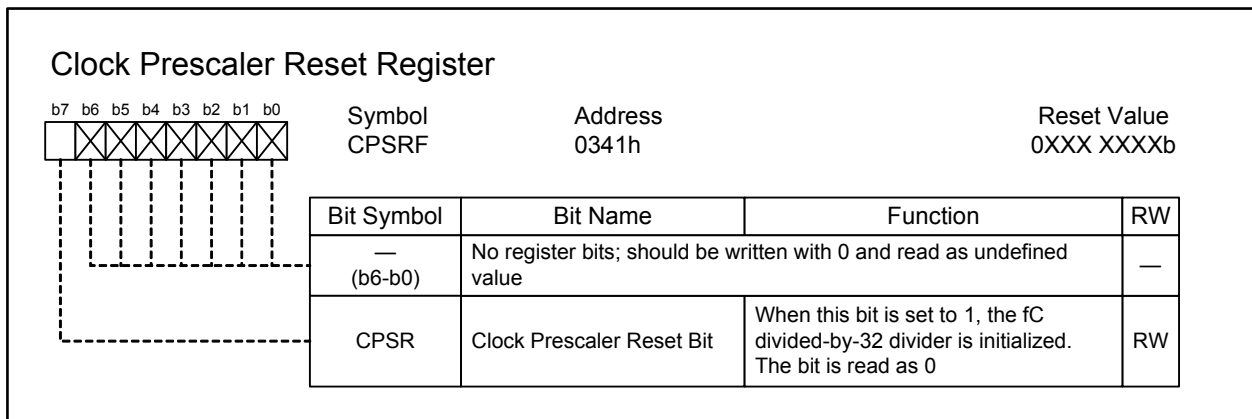 Clock Prescaler Reset Register
b7 b6 b5 b4 b3 b2 b1 b0
Symbol Address Reset Value
CPSRF 0341h 0XXX XXXXb
Bit Symbol Bit Name Function RW
—
(b6-b0)
No register bits; should be written with 0 and read as undefined
value
—
CPSR
Clock Prescaler Reset Bit
When this bit is set to 1, the fC
divided-by-32 divider is initialized.
The bit is read as 0
RW